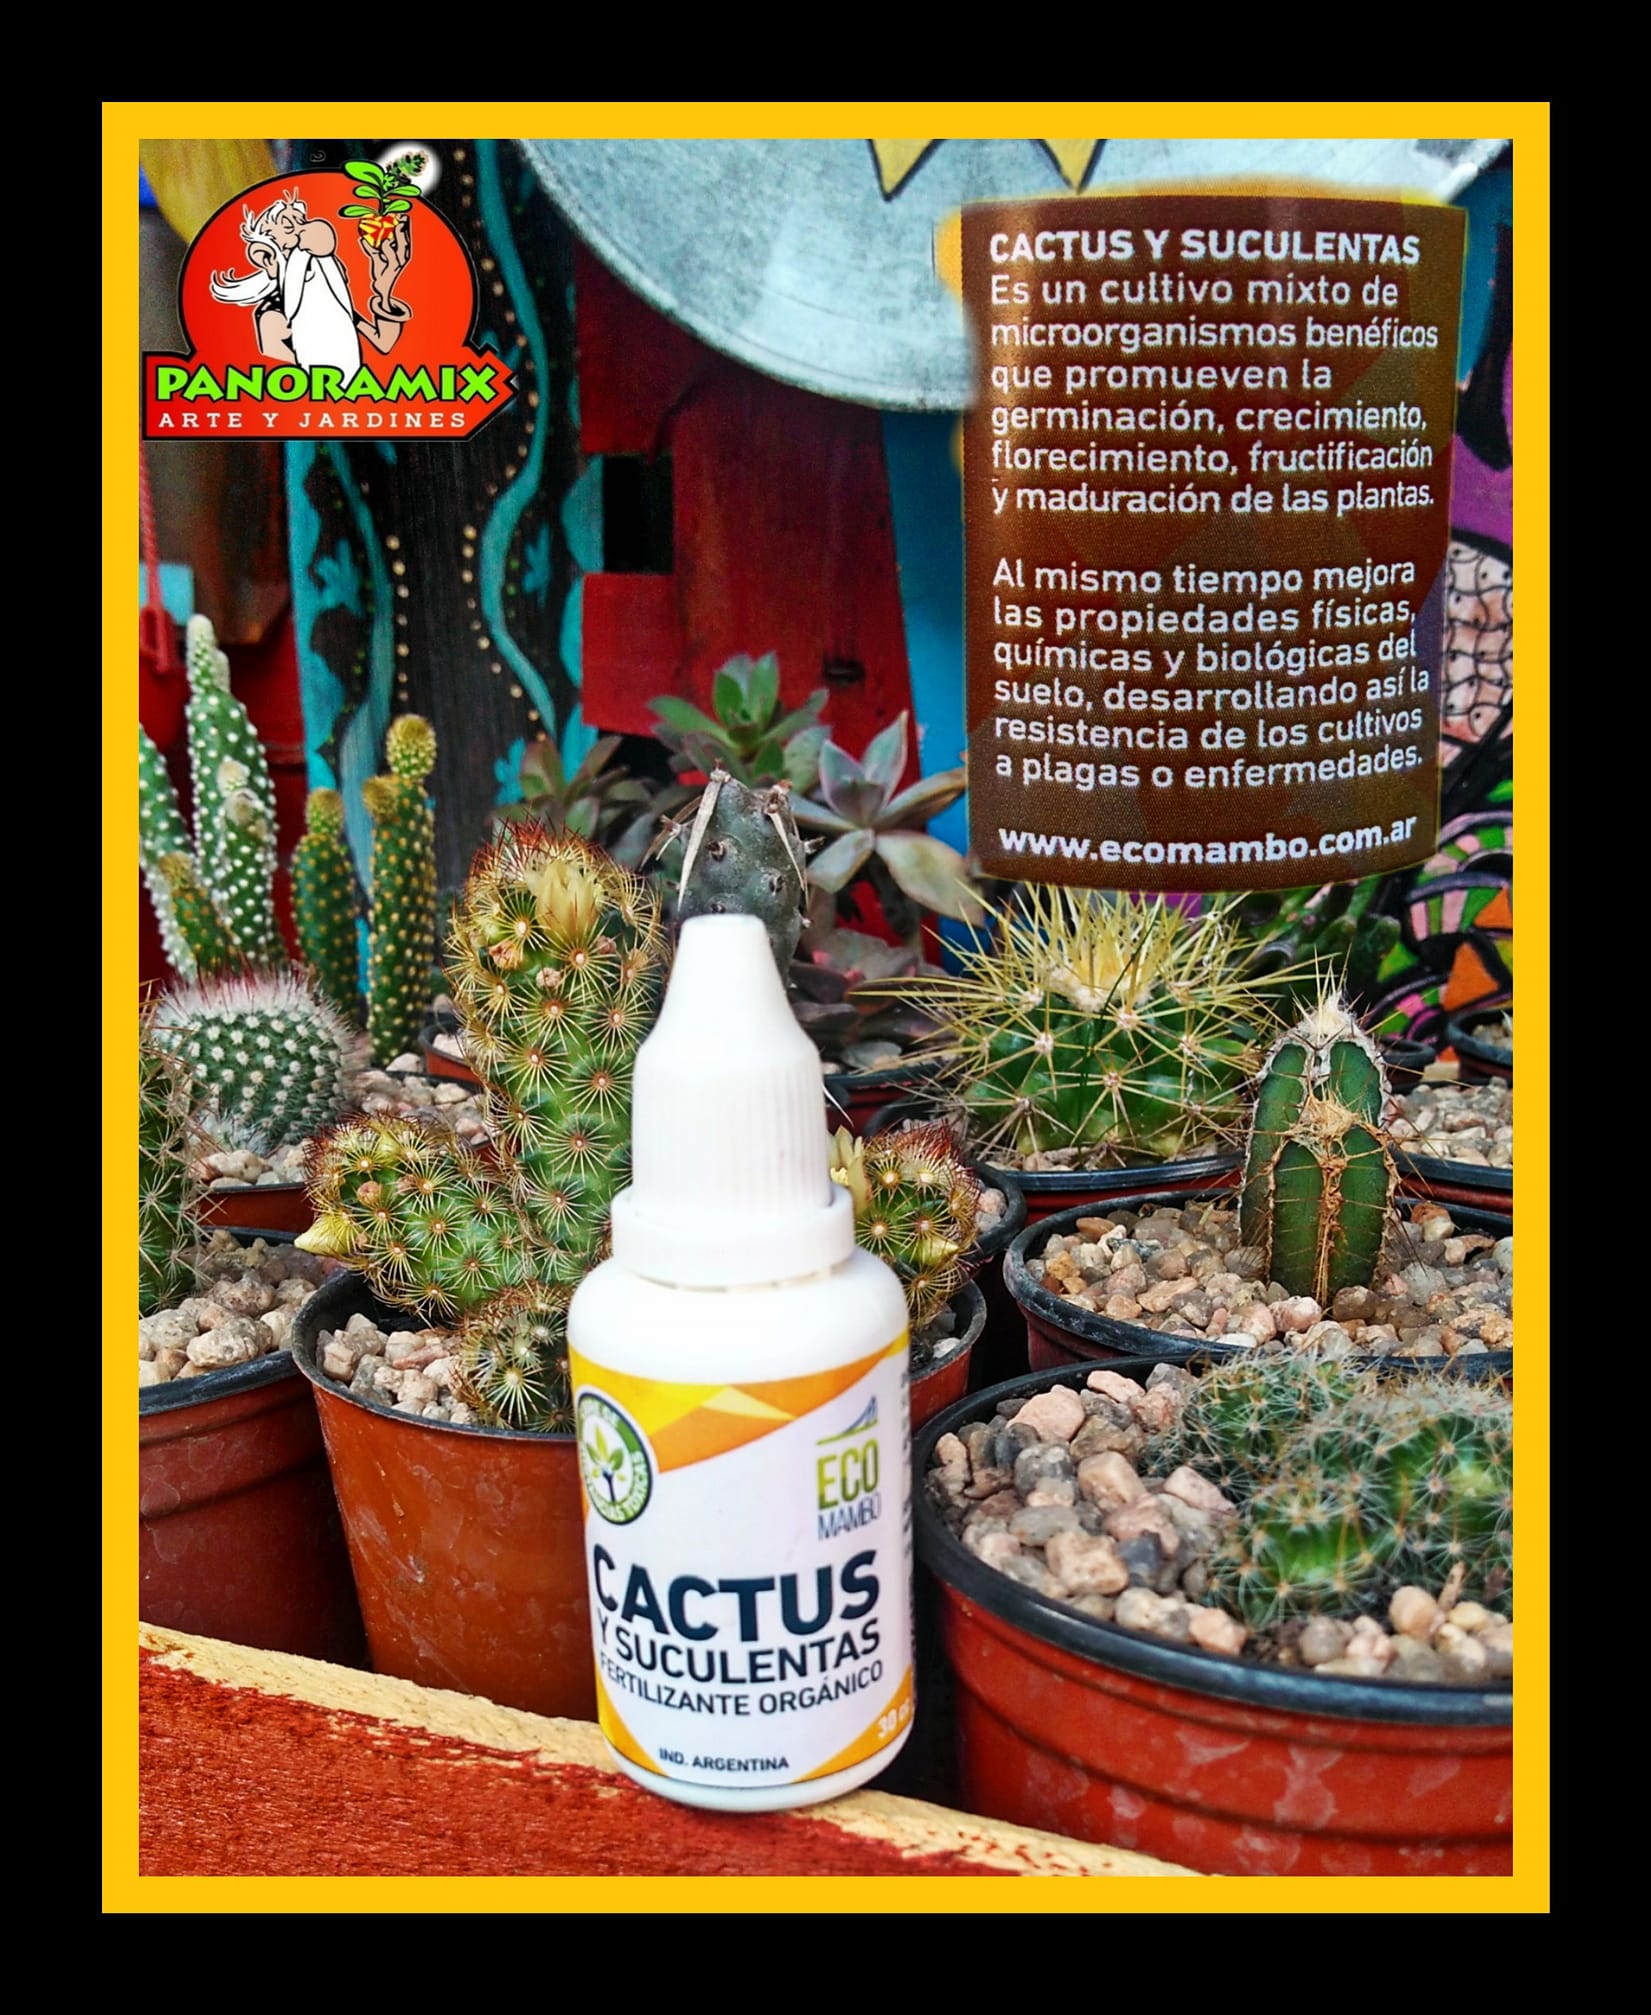 PANORAMIX
ARTE Y JARDINES
CACTUS Y SUCULENTAS
Es un cultivo mixto de
microorganismos benéficos
que promueven la
germinación, crecimiento,
florecimiento, fructificación
y maduración de las plantas.
Al mismo tiempo mejora
las propiedades físicas,
químicas y biológicas del
suelo, desarrollando así la
resistencia de los cultivos
a plagas o enfermedades.
www.ecomambo.com.ar
ECO
MAMBO
CACTUS
Y SUCULENTAS
FERTILIZANTE ORGÁNICO
30
IND. ARGENTINA